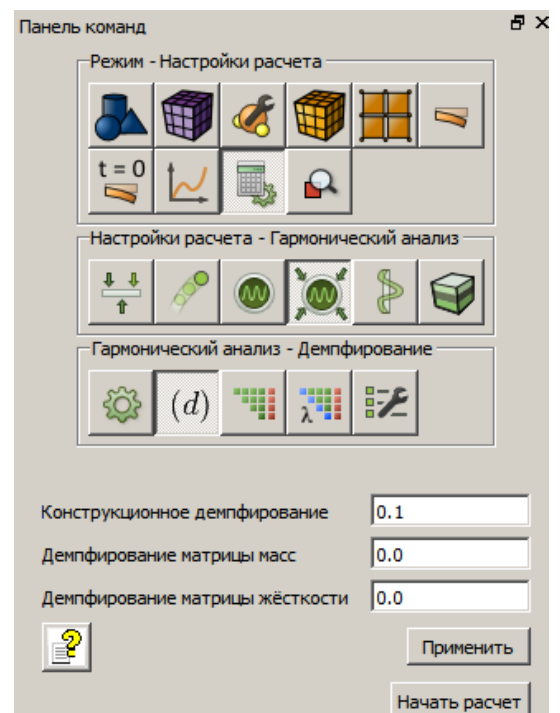 Панель команд
Режим - Настройки расчета
t = 0
Настройки расчета - Гармонический анализ
Гармонический анализ - Демпфирование
(d)
λ
Конструкционное демпфирование 0.1
Демпфирование матрицы масс 0.0
Демпфирование матрицы жёсткости 0.0
?
Применить
Начать расчет